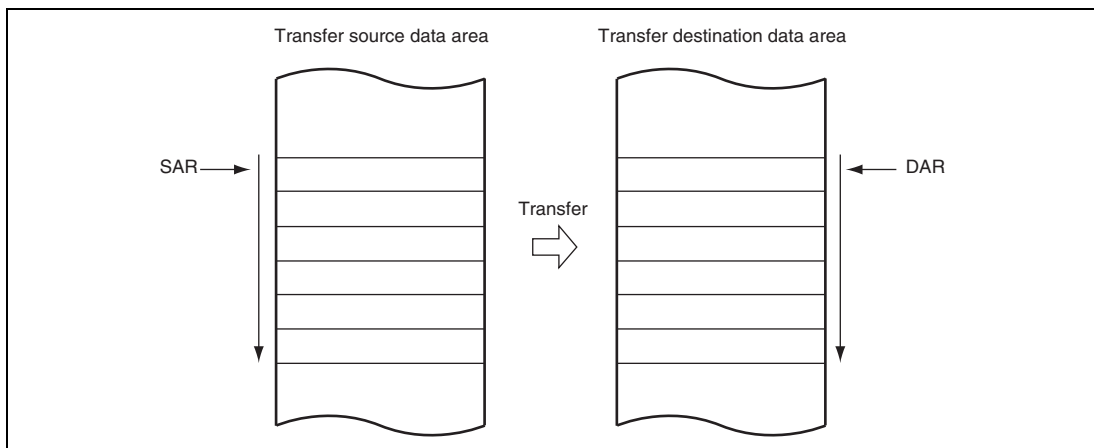 Transfer source data area
Transfer destination data area
SAR
DAR
Transfer